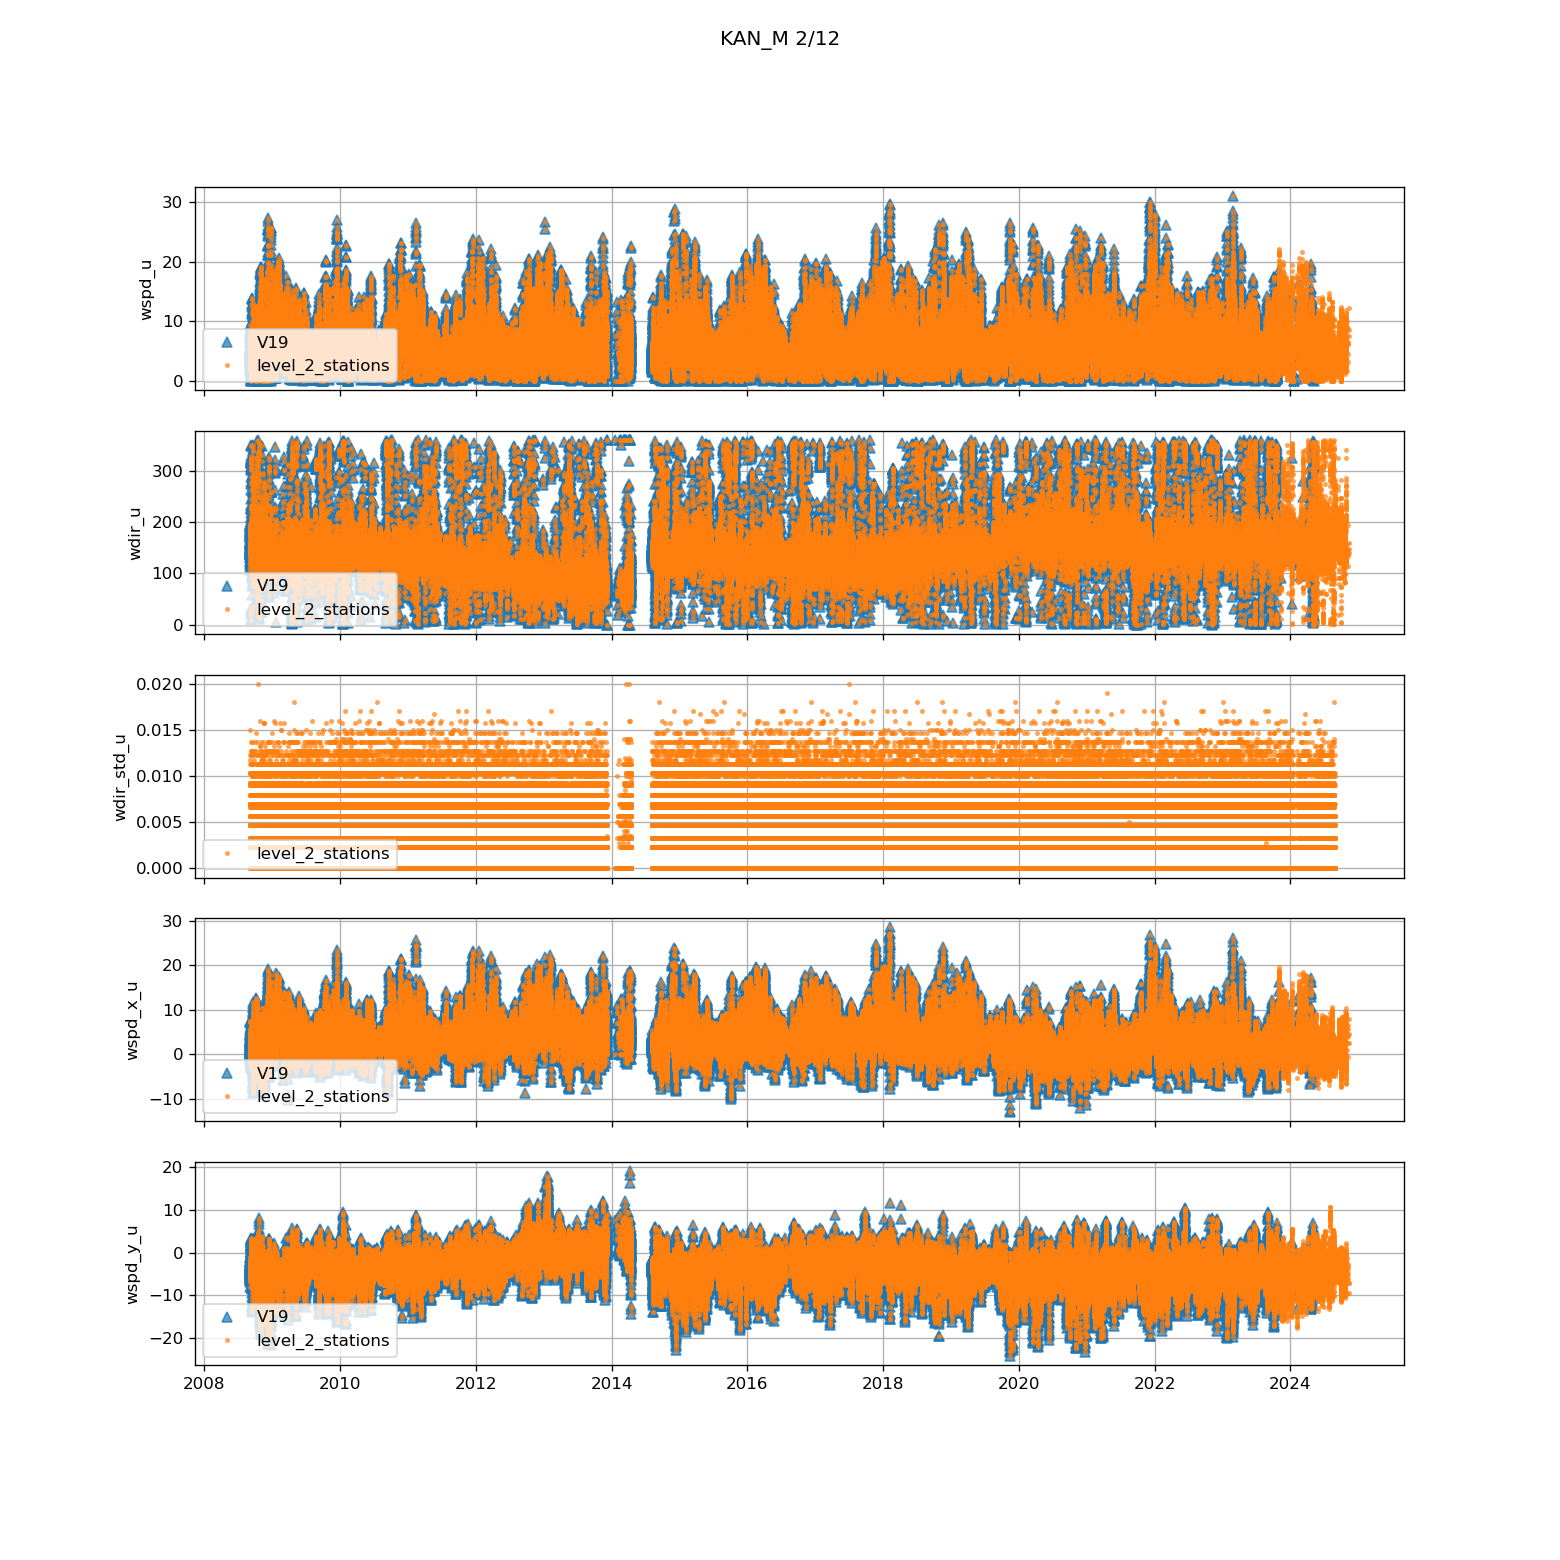 KAN_M 2/12
30
20
10
0
wspd_u
V19
level_2_stations
300
200
100
0
wdir_u
V19
level_2_stations
0.020
0.015
0.010
0.005
0.000
wdir_std_u
level_2_stations
30
20
10
0
−10
wspd_x_u
V19
level_2_stations
20
10
0
−10
−20
wspd_y_u
V19
level_2_stations
2008 2010 2012 2014 2016 2018 2020 2022 2024